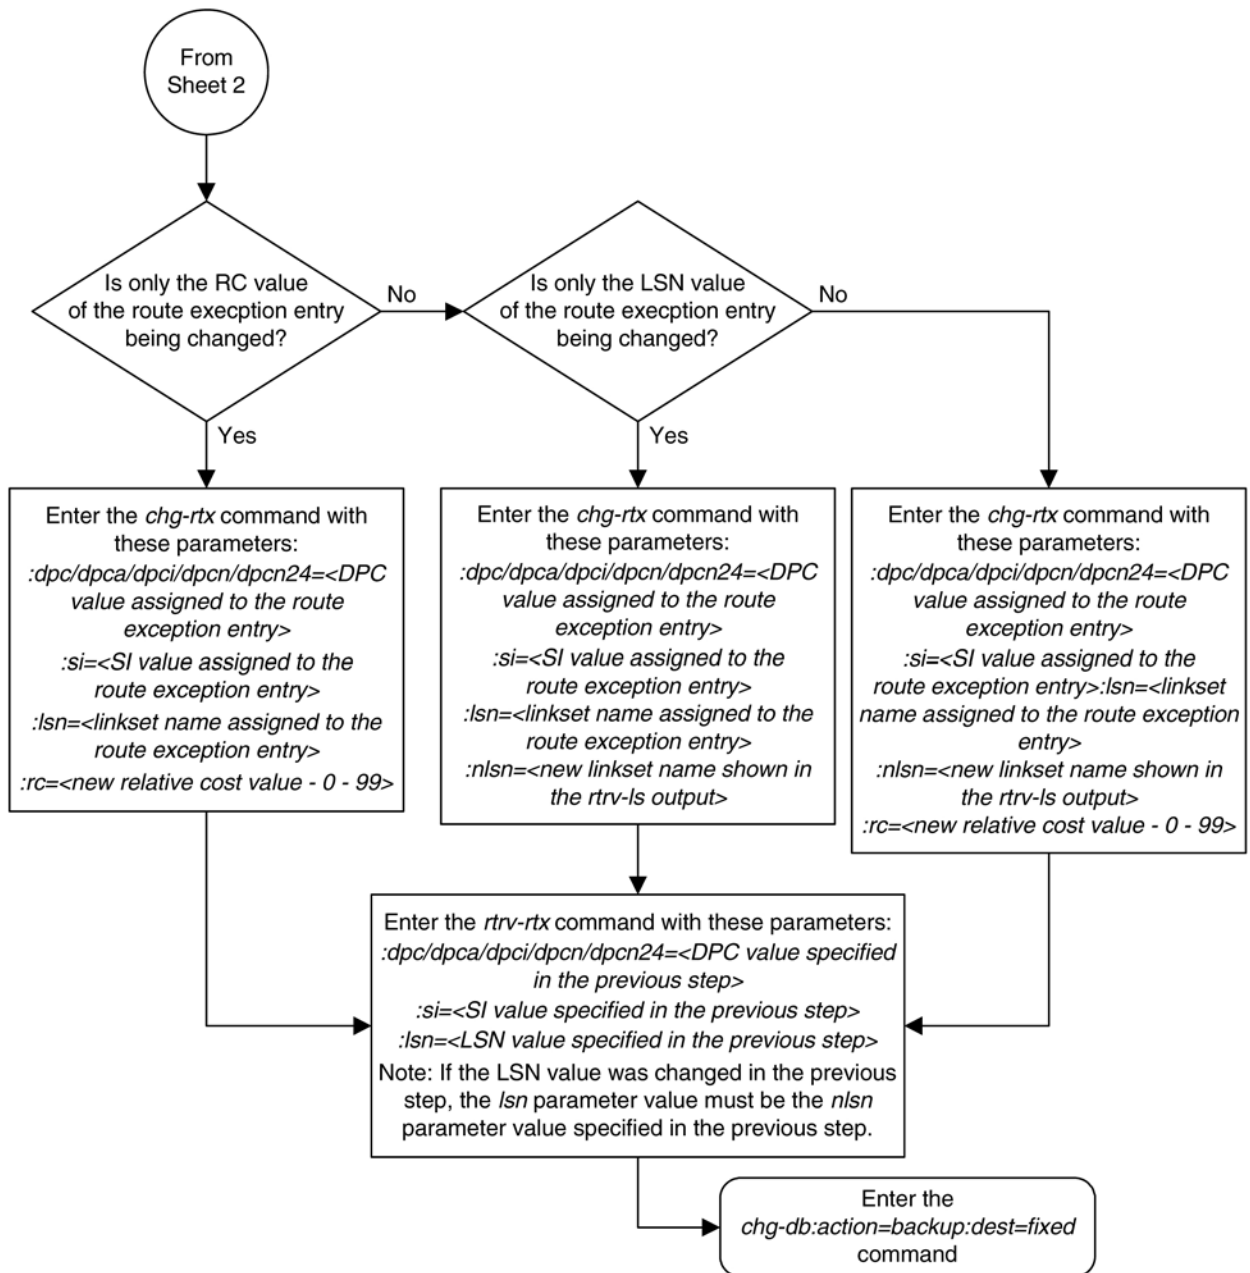 From
Sheet 2
Is only the RC value
of the route execption entry
being changed?
No
Is only the LSN value
of the route execption entry
being changed?
No
Yes
Yes
Enter the chg-rtx command with
these parameters:
:dpc/dpca/dpci/dpcn/dpcn24=<DPC
value assigned to the route
exception entry>
:si=<SI value assigned to the
route exception entry>
:lsn=<linkset name assigned to the
route exception entry>
:rc=<new relative cost value - 0 - 99>
Enter the chg-rtx command with
these parameters:
:dpc/dpca/dpci/dpcn/dpcn24=<DPC
value assigned to the route
exception entry>
:si=<SI value assigned to the
route exception entry>
:lsn=<linkset name assigned to the
route exception entry>
:nlsn=<new linkset name shown in
the rtrv-ls output>
Enter the chg-rtx command with
these parameters:
:dpc/dpca/dpci/dpcn/dpcn24=<DPC
value assigned to the route
exception entry>
:si=<SI value assigned to the
route exception entry>:lsn=<linkset
name assigned to the route exception
entry>
:nlsn=<new linkset name shown in
the rtrv-ls output>
:rc=<new relative cost value - 0 - 99>
Enter the rtrv-rtx command with these parameters:
:dpc/dpca/dpci/dpcn/dpcn24=<DPC value specified
in the previous step>
:si=<SI value specified in the previous step>
:lsn=<LSN value specified in the previous step>
Note: If the LSN value was changed in the previous
step, the lsn parameter value must be the nlsn
parameter value specified in the previous step.
Enter the
chg-db:action=backup:dest=fixed
command